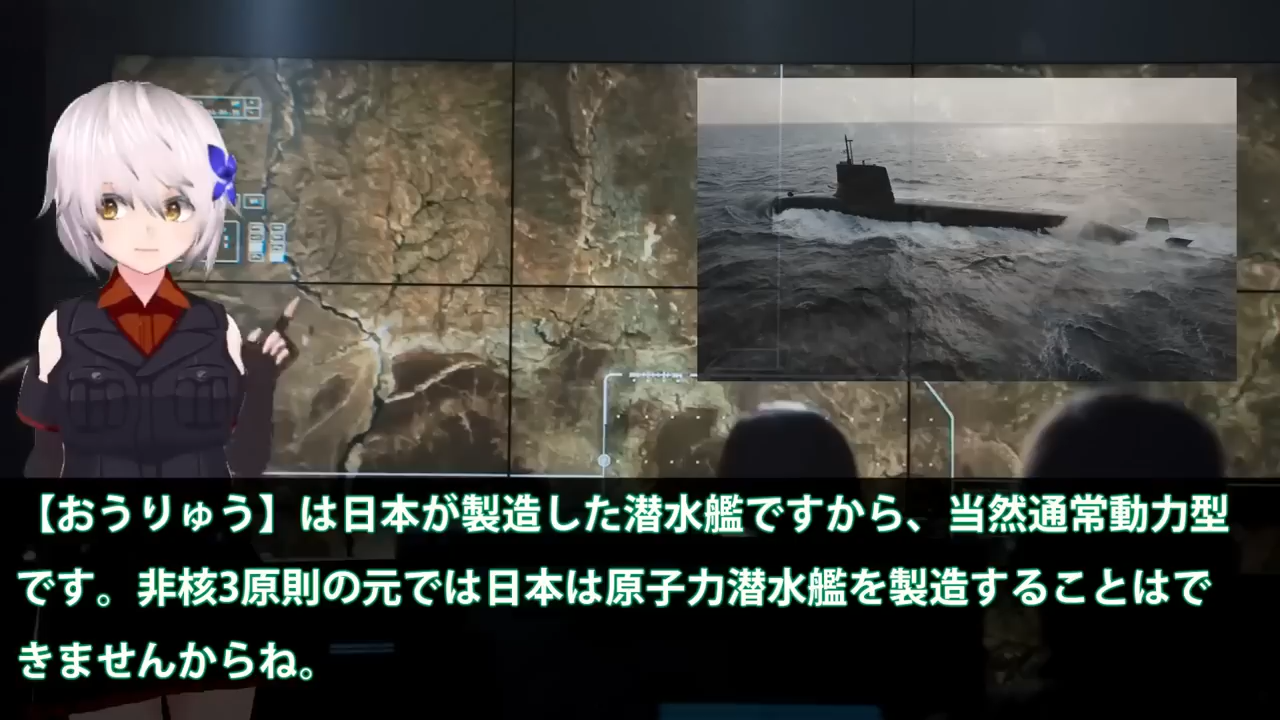 【おうりゅう】は日本が製造した潜水艦ですから、当然通常動力型
です。非核3原則の元では日本は原子力潜水艦を製造することはで
きませんからね。